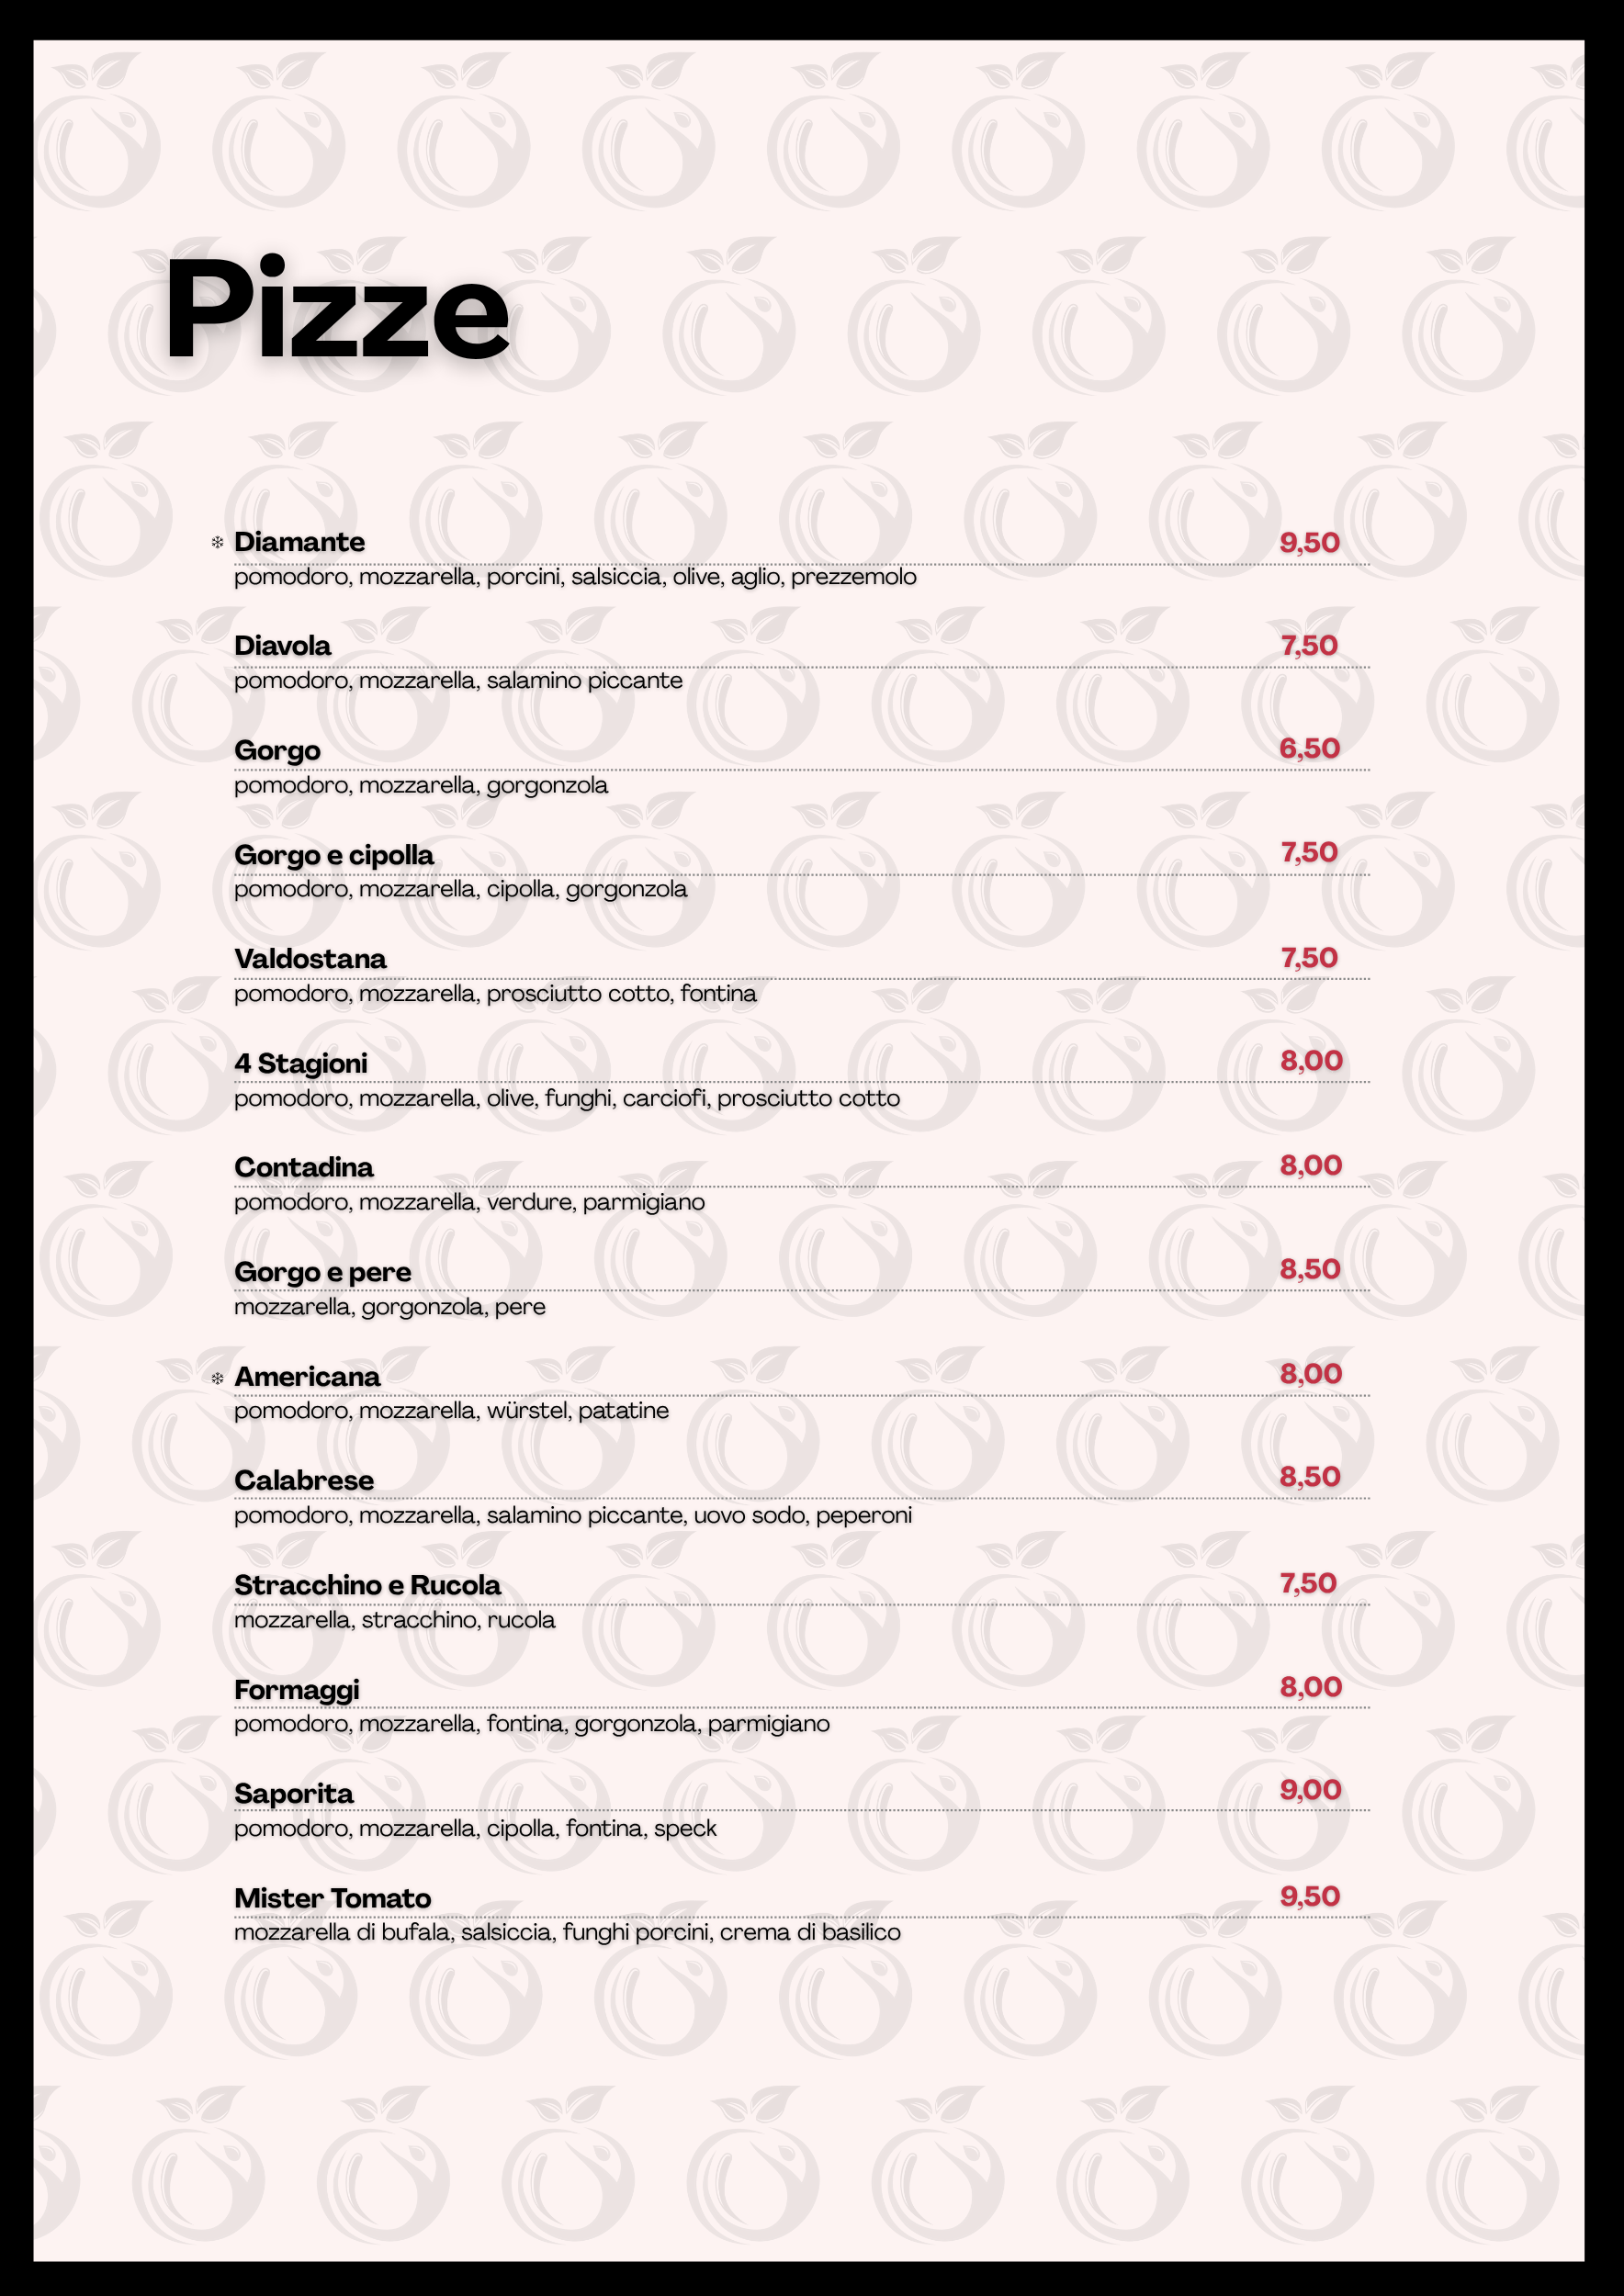 Pizze
❄ Diamante 9,50
pomodoro, mozzarella, porcini, salsiccia, olive, aglio, prezzemolo
Diavola 7,50
pomodoro, mozzarella, salamino piccante
Gorgo 6,50
pomodoro, mozzarella, gorgonzola
Gorgo e cipolla 7,50
pomodoro, mozzarella, cipolla, gorgonzola
Valdostana 7,50
pomodoro, mozzarella, prosciutto cotto, fontina
4 Stagioni 8,00
pomodoro, mozzarella, olive, funghi, carciofi, prosciutto cotto
Contadina 8,00
pomodoro, mozzarella, verdure, parmigiano
Gorgo e pere 8,50
mozzarella, gorgonzola, pere
❄ Americana 8,00
pomodoro, mozzarella, würstel, patatine
Calabrese 8,50
pomodoro, mozzarella, salamino piccante, uovo sodo, peperoni
Stracchino e Rucola 7,50
mozzarella, stracchino, rucola
Formaggi 8,00
pomodoro, mozzarella, fontina, gorgonzola, parmigiano
Saporita 9,00
pomodoro, mozzarella, cipolla, fontina, speck
Mister Tomato 9,50
mozzarella di bufala, salsiccia, funghi porcini, crema di basilico